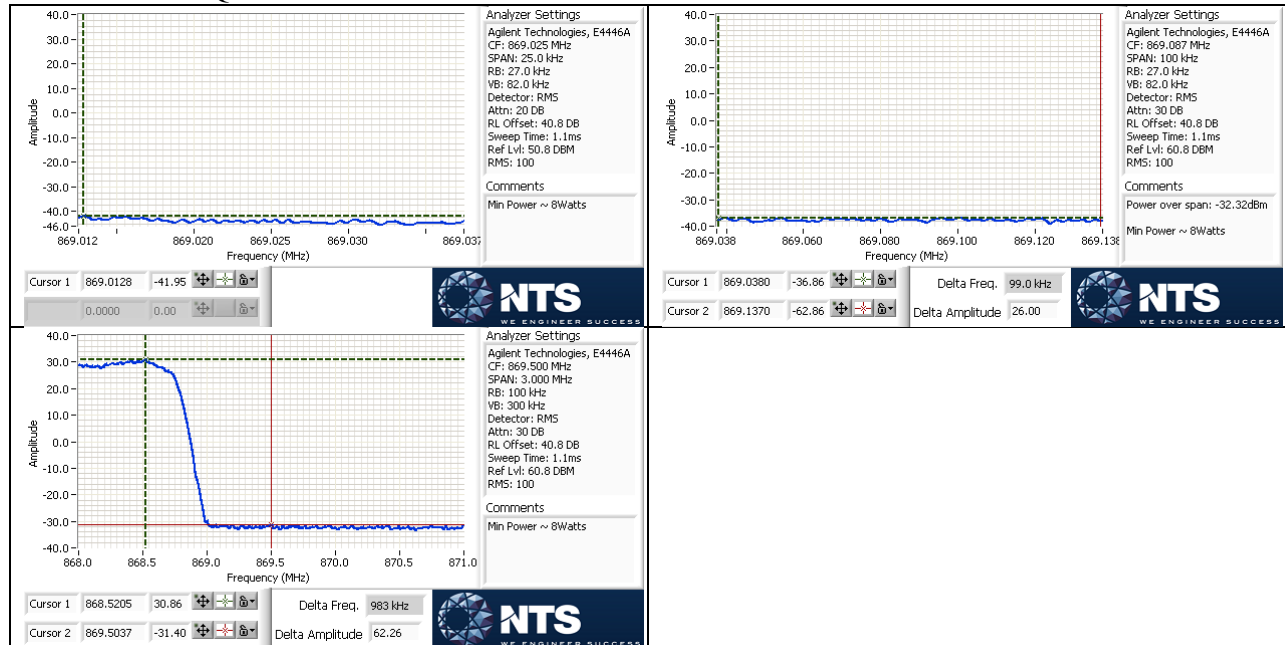 Analyzer Settings
Agilent Technologies, E4446A
CF: 869.025 MHz
SPAN: 25.0 kHz
RB: 27.0 kHz
VB: 82.0 kHz
Detector: RMS
Attn: 20 DB
RL Offset: 40.8 DB
Sweep Time: 1.1ms
Ref Lvl: 50.8 DBM
RMS: 100
Comments
Min Power ~ 8Watts
Amplitude
40.0
30.0
20.0
10.0
0.0
-10.0
-20.0
-30.0
-40.0
-46.0
869.012 869.020 869.025 869.030 869.037
Frequency (MHz)
Cursor 1 869.0128 -41.95
0.0000 0.00
NTS
WE ENGINEER SUCCESS
Analyzer Settings
Agilent Technologies, E4446A
CF: 869.087 MHz
SPAN: 100 kHz
RB: 27.0 kHz
VB: 82.0 kHz
Detector: RMS
Attn: 30 DB
RL Offset: 40.8 DB
Sweep Time: 1.1ms
Ref Lvl: 60.8 DBM
RMS: 100
Comments
Power over span: -32.32dBm
Min Power ~ 8Watts
Amplitude
40.0
30.0
20.0
10.0
0.0
-10.0
-20.0
-30.0
-40.0
869.038 869.060 869.080 869.100 869.120 869.138
Frequency (MHz)
Cursor 1 869.0380 -36.86
Cursor 2 869.1370 -62.86
Delta Freq. 99.0 kHz
Delta Amplitude 26.00
NTS
WE ENGINEER SUCCESS
Analyzer Settings
Agilent Technologies, E4446A
CF: 869.500 MHz
SPAN: 3.000 MHz
RB: 100 kHz
VB: 300 kHz
Detector: RMS
Attn: 30 DB
RL Offset: 40.8 DB
Sweep Time: 1.1ms
Ref Lvl: 60.8 DBM
RMS: 100
Comments
Min Power ~ 8Watts
Amplitude
40.0
30.0
20.0
10.0
0.0
-10.0
-20.0
-30.0
-40.0
868.0 868.5 869.0 869.5 870.0 870.5 871.0
Frequency (MHz)
Cursor 1 868.5205 30.86
Cursor 2 869.5037 -31.40
Delta Freq. 983 kHz
Delta Amplitude 62.26
NTS
WE ENGINEER SUCCESS